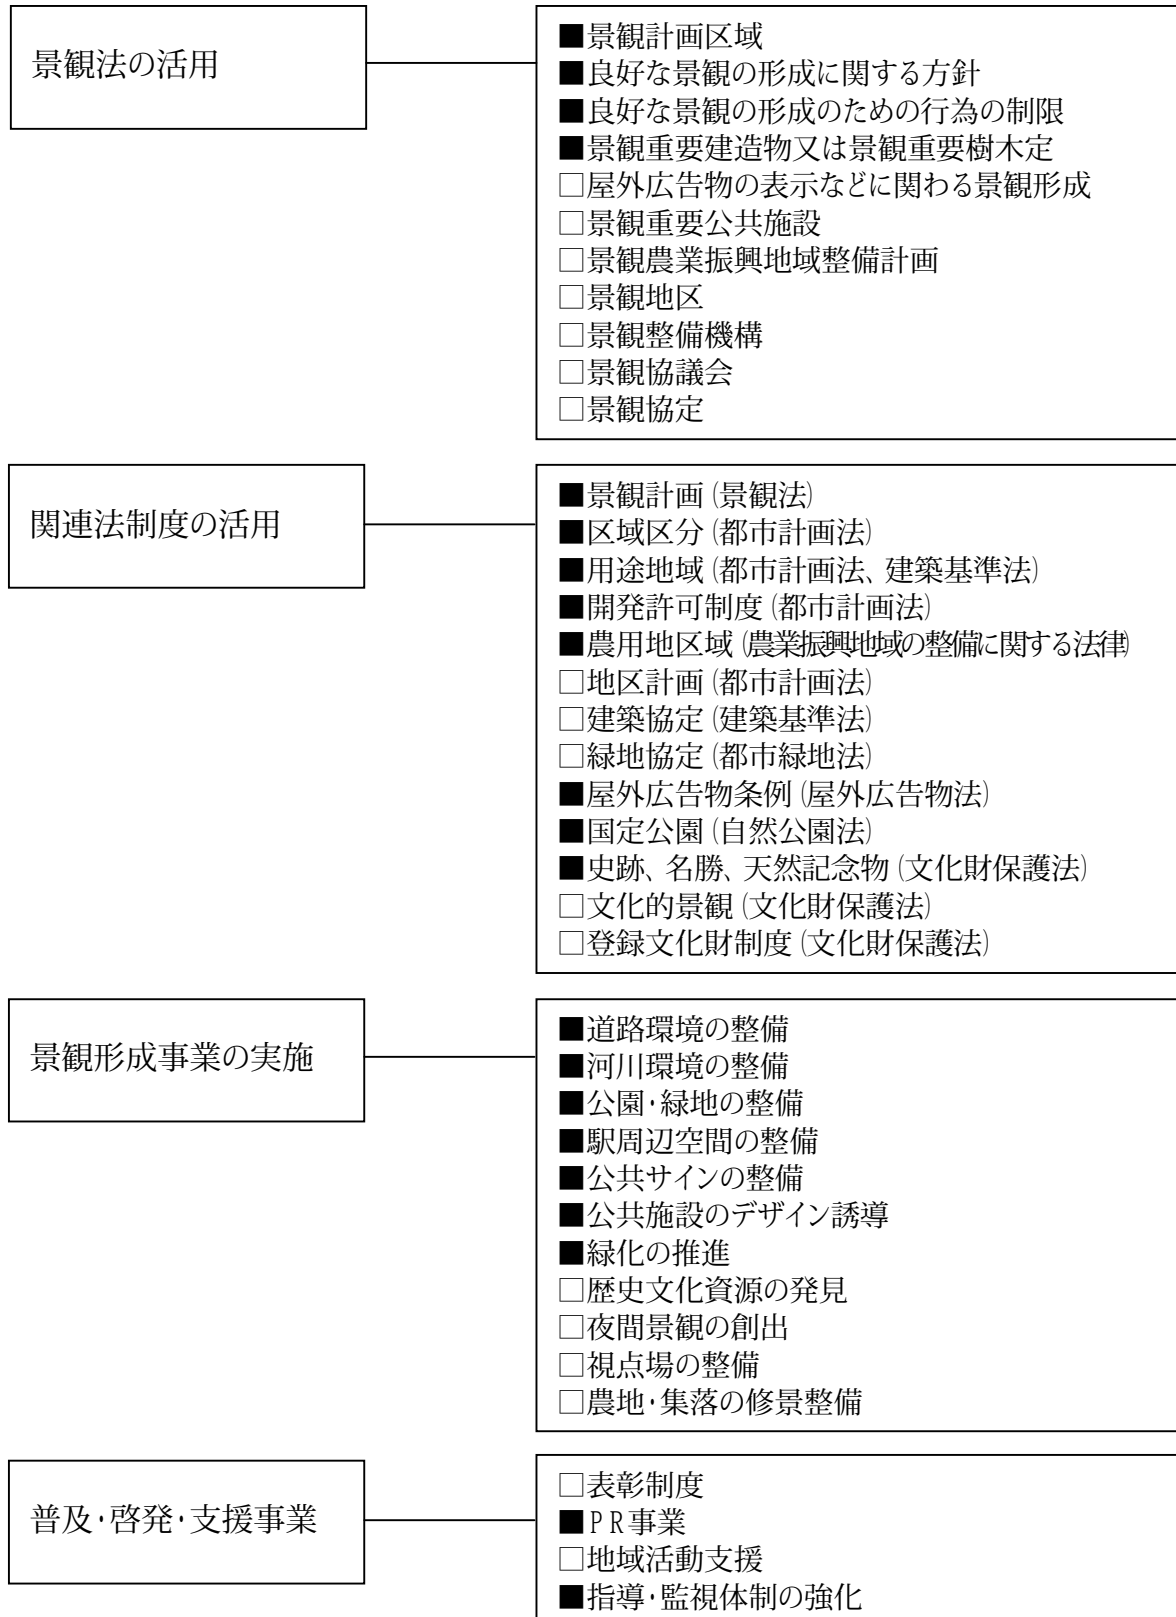 景観法の活用
■景観計画区域
■良好な景観の形成に関する方針
■良好な景観の形成のための行為の制限
■景観重要建造物又は景観重要樹木定
□屋外広告物の表示などに関わる景観形成
□景観重要公共施設
□景観農業振興地域整備計画
□景観地区
□景観整備機構
□景観協議会
□景観協定
関連法制度の活用
■景観計画(景観法)
■区域区分(都市計画法)
■用途地域(都市計画法、建築基準法)
■開発許可制度(都市計画法)
■農用地区域(農業振興地域の整備に関する法律)
□地区計画(都市計画法)
□建築協定(建築基準法)
□緑地協定(都市緑地法)
■屋外広告物条例(屋外広告物法)
■国定公園(自然公園法)
■史跡、名勝、天然記念物(文化財保護法)
□文化的景観(文化財保護法)
□登録文化財制度(文化財保護法)
景観形成事業の実施
■道路環境の整備
■河川環境の整備
■公園・緑地の整備
■駅周辺空間の整備
■公共サインの整備
■公共施設のデザイン誘導
■緑化の推進
□歴史文化資源の発見
□夜間景観の創出
□視点場の整備
□農地・集落の修景整備
普及・啓発・支援事業
□表彰制度
■PR事業
□地域活動支援
■指導・監視体制の強化